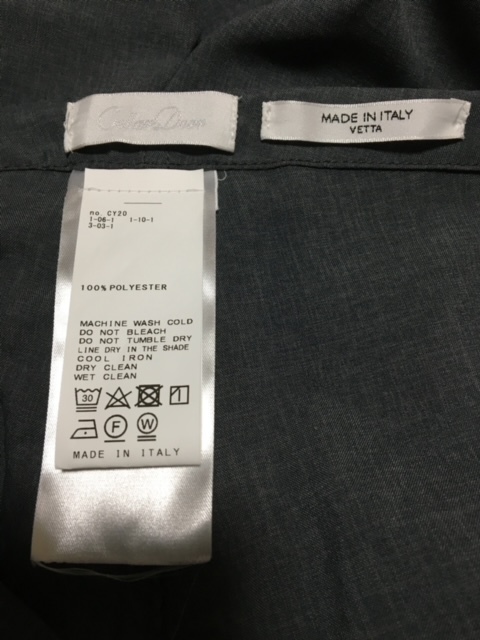 MADE IN ITALY
VETTA
no. CY20
1-06-1 1-10-1
3-03-1
100% POLYESTER
MACHINE WASH COLD
DO NOT BLEACH
DO NOT TUMBLE DRY
LINE DRY IN THE SHADE
COOL IRON
DRY CLEAN
WET CLEAN
30
F W
MADE IN ITALY